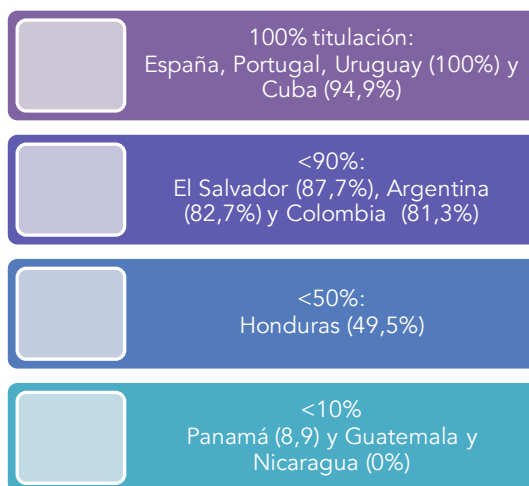 100% titulación:
España, Portugal, Uruguay (100%) y
Cuba (94,9%)
<90%:
El Salvador (87,7%), Argentina
(82,7%) y Colombia (81,3%)
<50%:
Honduras (49,5%)
<10%
Panamá (8,9) y Guatemala y
Nicaragua (0%)